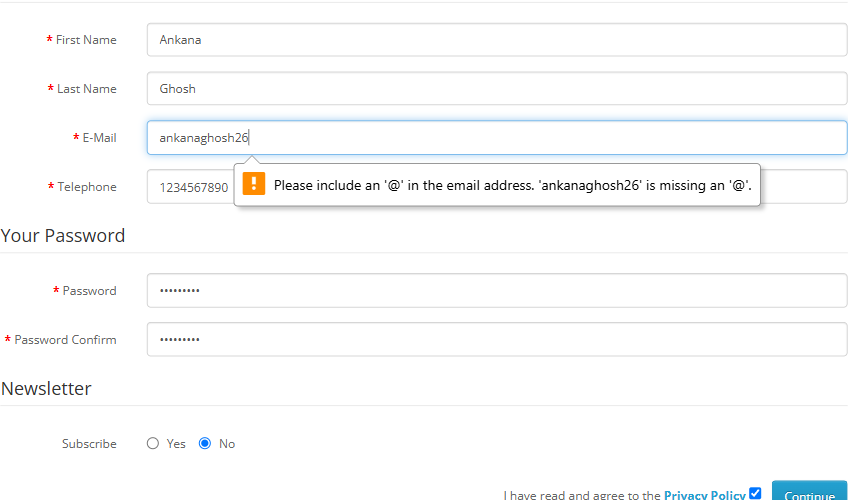 * First Name Ankana
* Last Name Ghosh
* E-Mail ankanaghosh26
* Telephone 1234567890
Please include an '@' in the email address. 'ankanaghosh26' is missing an '@'.
Your Password
* Password •••••••••
* Password Confirm •••••••••
Newsletter
Subscribe Yes No
I have read and agree to the Privacy Policy Continue